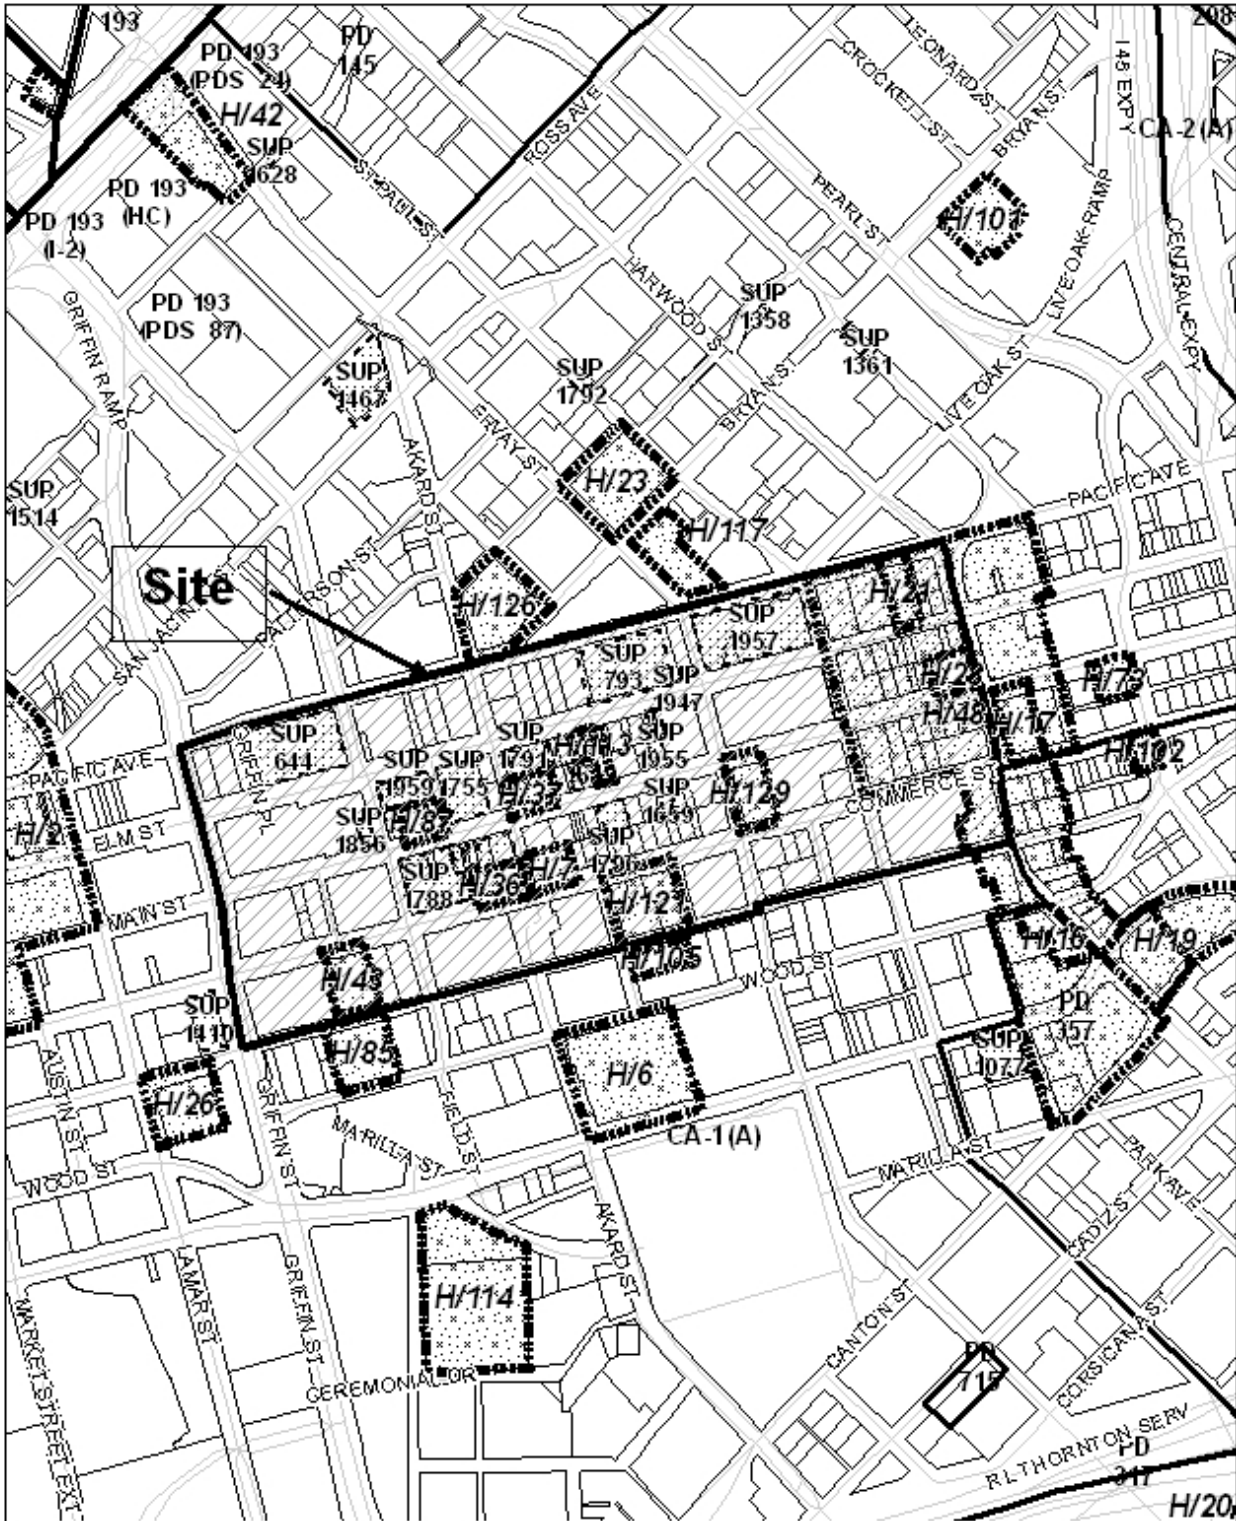 193
PD 193
(PDS 24)
PD
145
LEONARD ST
CROCKETT ST
I45 EXPY
208
H/42
SUP
1628
ROSS AVE
BRYAN ST
CA-2(A)
PD 193
(HC)
PD 193
(I-2)
ST PAUL ST
PEARL ST
H/101
LIVE OAK RAMP
CENTRAL EXPY
PD 193
(PDS 87)
GRIFFIN RAMP
HARWOOD ST
SUP
1358
SUP
1361
SUP
1467
SUP
1792
BRYAN ST
LIVE OAK ST
ERVAY ST
AKARD ST
H/23
SUP
1514
PACIFIC AVE
H/117
Site
SAN JACINTO ST
PATTERSON ST
H/126
H/21
SUP
1957
SUP
793
SUP
1947
H/73
H/48
H/17
SUP
644
GRIFFIN PL
SUP
1791
SUP
1955
H/102
PACIFIC AVE
SUP
1959
SUP
1755
H/37
SUP
1659
H/129
COMMERCE ST
H/2
ELM ST
SUP
1856
H/87
H/7
SUP
1788
H/36
H/121
MAIN ST
H/16
H/19
H/105
WOOD ST
H/43
PD
357
SUP
1410
SUP
1077
H/85
H/6
AUSTIN ST
H/26
GRIFFIN ST
FIELD ST
CA-1(A)
MARILLA ST
MARILLA ST
PARK AVE
WOOD ST
CADIZ ST
AKARD ST
LAMAR ST
GRIFFIN ST
H/114
MARKET STREET EXT
CANTON ST
CORSICANA ST
PD
715
CEREMONIAL DR
R L THORNTON SERV
PD
317
H/20